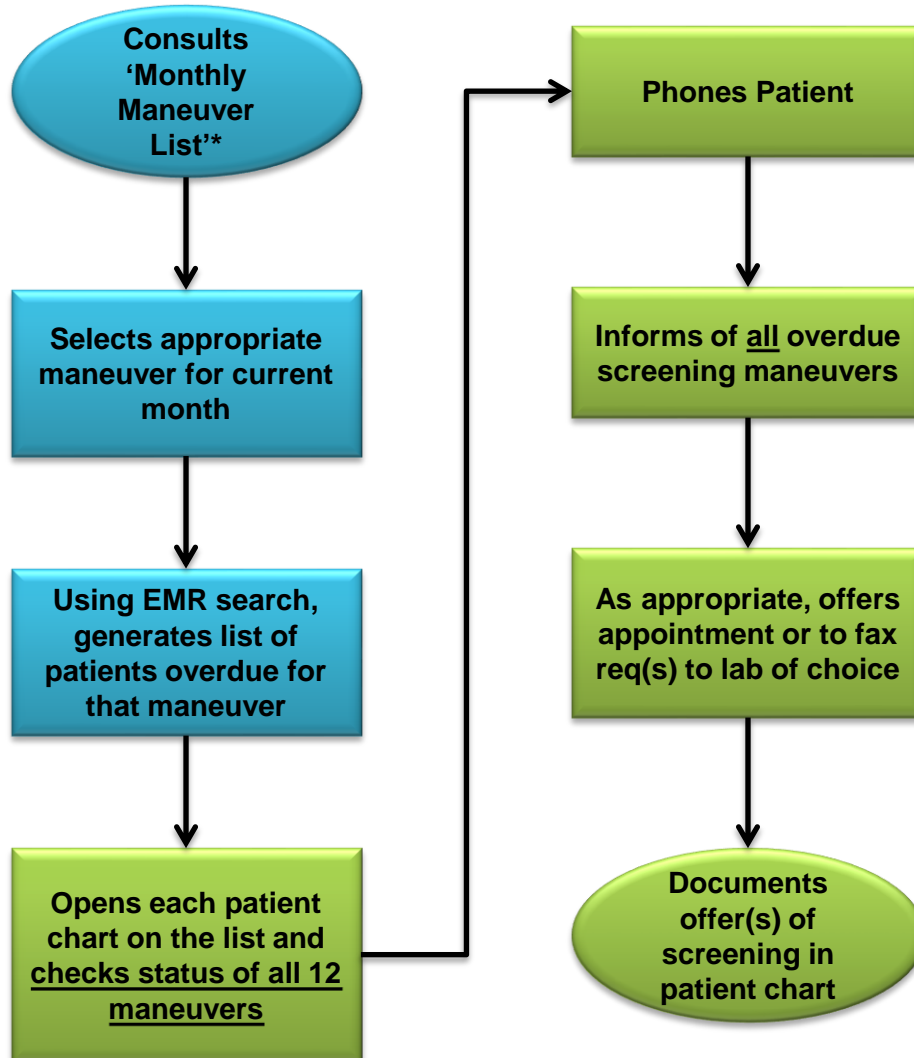 Consults
‘Monthly
Maneuver
List’*
Selects appropriate
maneuver for current
month
Using EMR search,
generates list of
patients overdue for
that maneuver
Opens each patient
chart on the list and
checks status of all 12
maneuvers
Phones Patient
Informs of all overdue
screening maneuvers
As appropriate, offers
appointment or to fax
req(s) to lab of choice
Documents
offer(s) of
screening in
patient chart